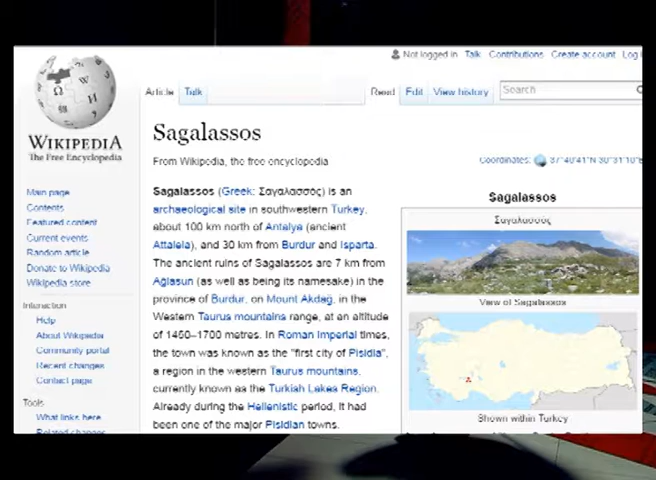 Not logged in Talk Contributions Create account Log
Article Talk Read Edit View history Search
WIKIPEDIA
The Free Encyclopedia
Main page
Contents
Featured content
Current events
Random article
Donate to Wikipedia
Wikipedia store
Interaction
Help
About Wikipedia
Community portal
Recent changes
Contact page
Tools
What links here
Related changes
Sagalassos
From Wikipedia, the free encyclopedia
Coordinates:
Sagalassos (Greek: Σαγαλασσός) is an
archaeological site in southwestern Turkey,
about 100 km north of Antalya (ancient
Attaleia), and 30 km from Burdur and Isparta.
The ancient ruins of Sagalassos are 7 km from
Ağlasun (as well as being its namesake) in the
province of Burdur, on Mount Akdağ, in the
Western Taurus mountains range, at an altitude
of 1450–1700 metres. In Roman Imperial times,
the town was known as the "first city of Pisidia",
a region in the western Taurus mountains,
currently known as the Turkish Lakes Region.
Already during the Hellenistic period, it had
been one of the major Pisidian towns.
Sagalassos
Σαγαλασσός
View of Sagalassos
Shown within Turkey